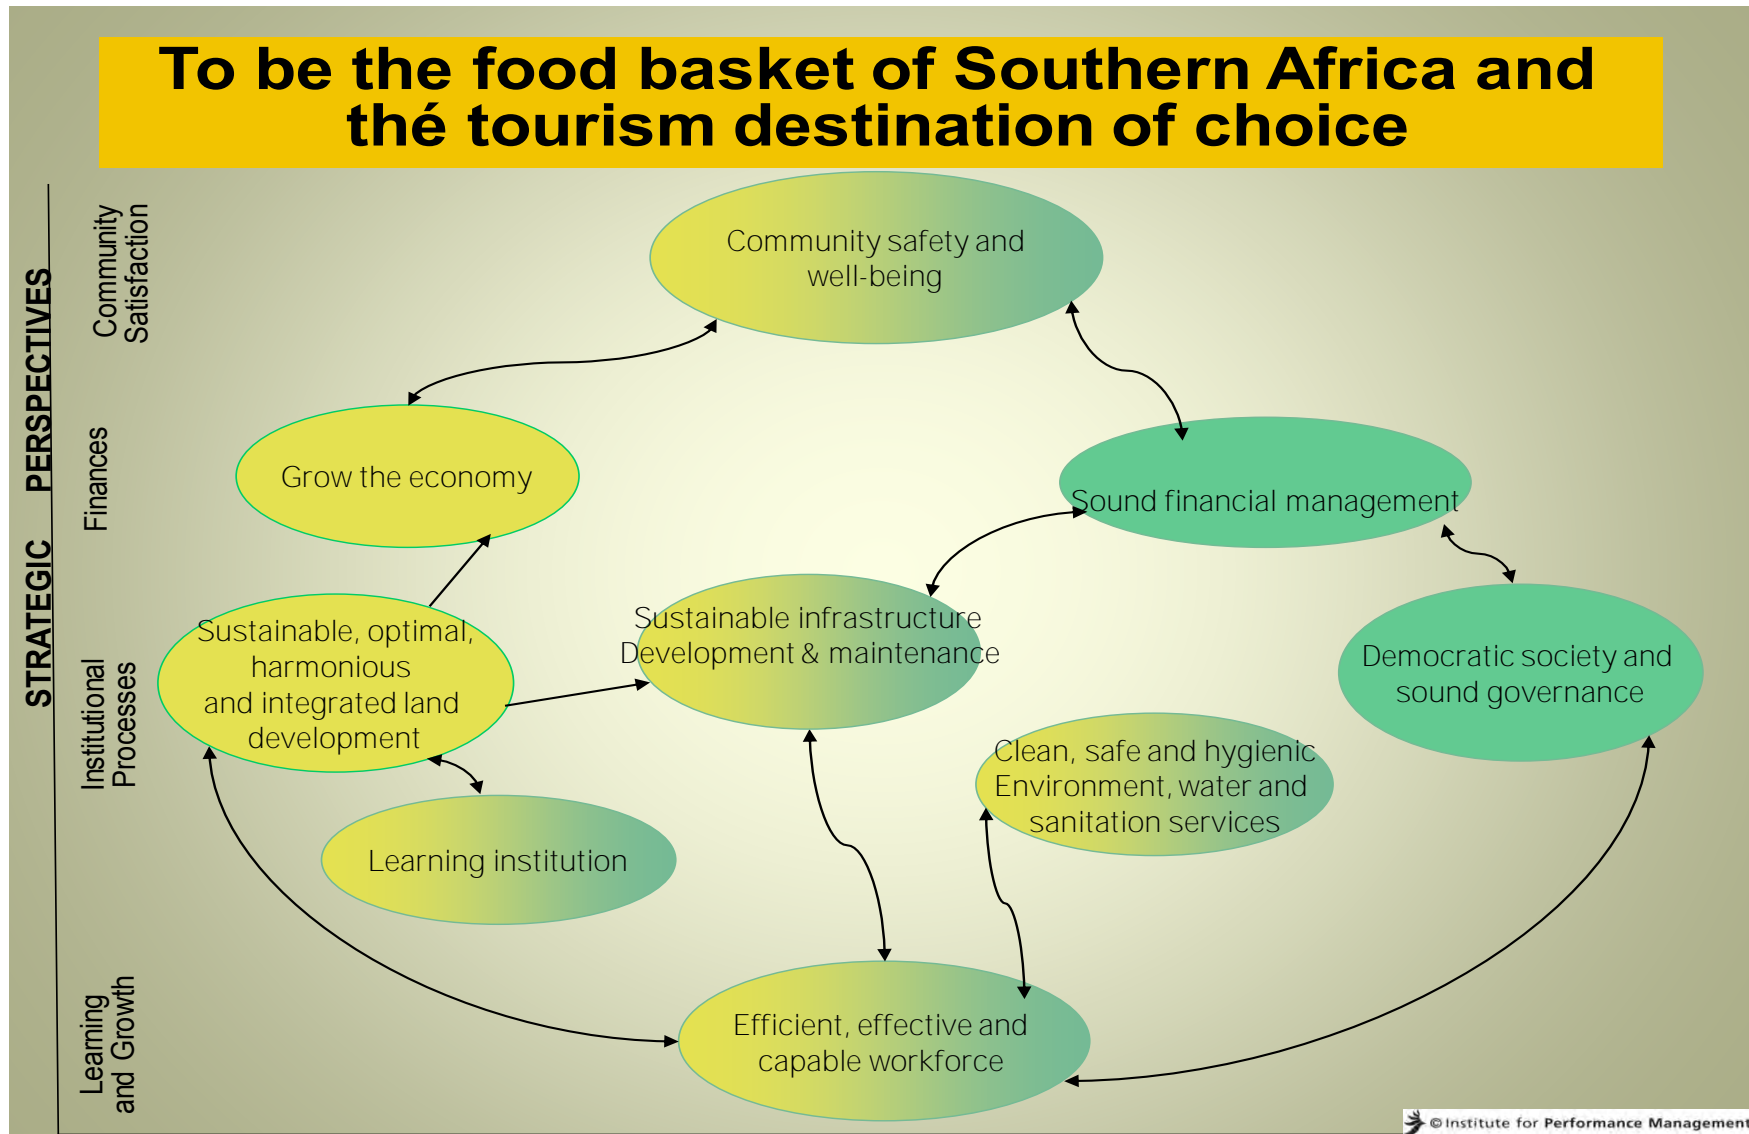 To be the food basket of Southern Africa and
thé tourism destination of choice
STRATEGIC PERSPECTIVES
Community
Satisfaction
Finances
Institutional
Processes
Learning
and Growth
Community safety and
well-being
Grow the economy
Sound financial management
Sustainable, optimal,
harmonious
and integrated land
development
Sustainable infrastructure
Development & maintenance
Democratic society and
sound governance
Clean, safe and hygienic
Environment, water and
sanitation services
Learning institution
Efficient, effective and
capable workforce
© Institute for Performance Management